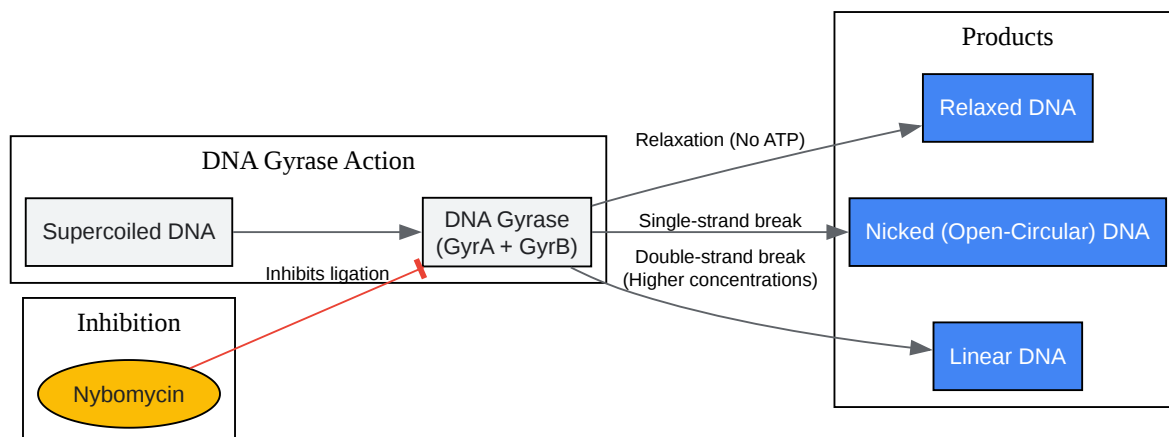 Products
Relaxed DNA
Relaxation (No ATP)
DNA Gyrase Action
Supercoiled DNA
DNA Gyrase
(GyrA + GyrB)
Single-strand break
Nicked (Open-Circular) DNA
Double-strand break
(Higher concentrations)
Inhibits ligation
Inhibition
Nybomycin
Linear DNA